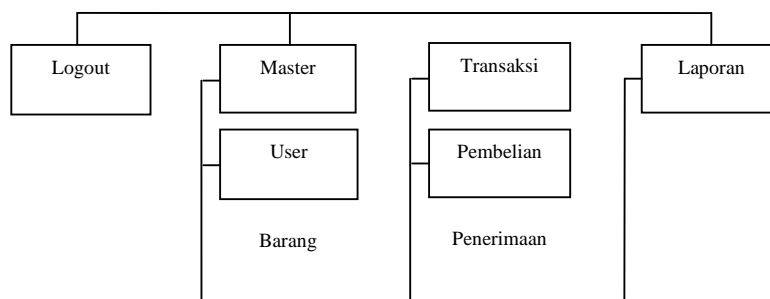 Logout
Master
Transaksi
Laporan
User
Pembelian
Barang
Penerimaan